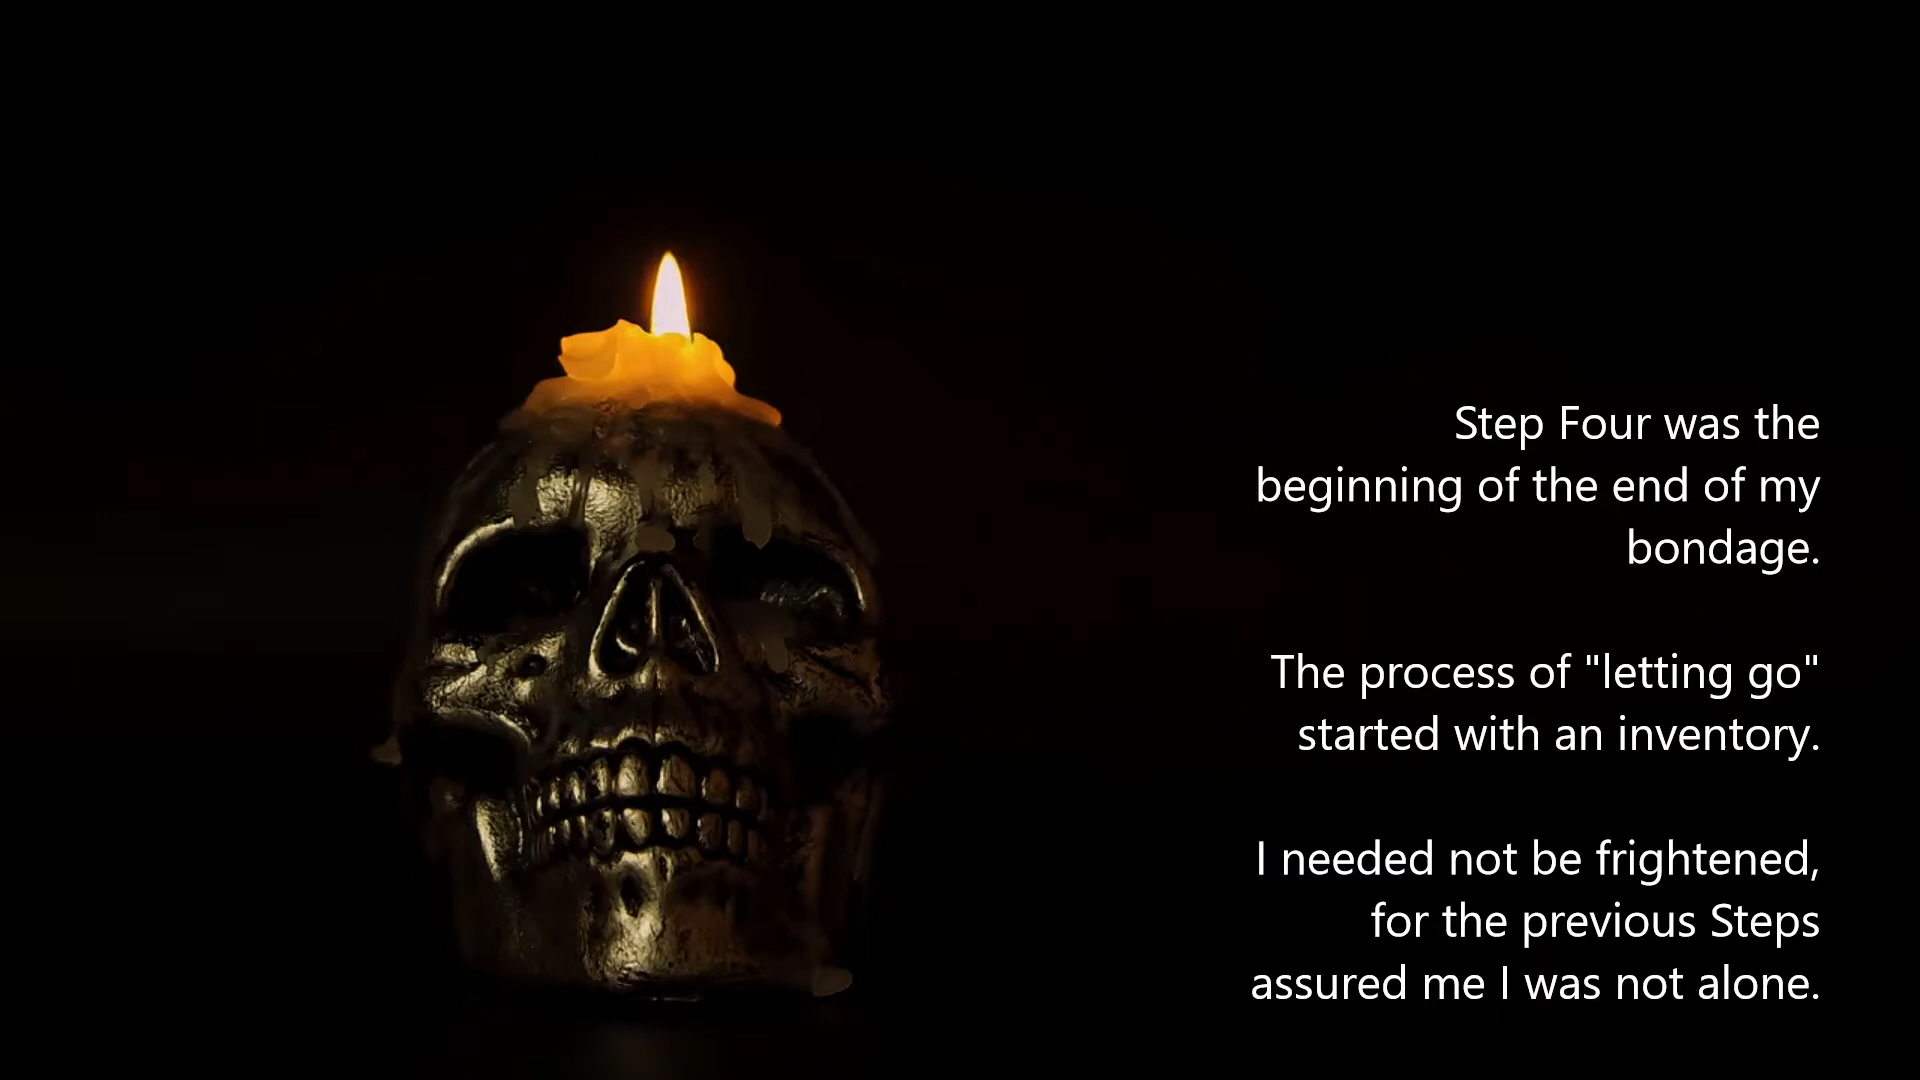 Step Four was the
beginning of the end of my
bondage.
The process of "letting go"
started with an inventory.
I needed not be frightened,
for the previous Steps
assured me I was not alone.